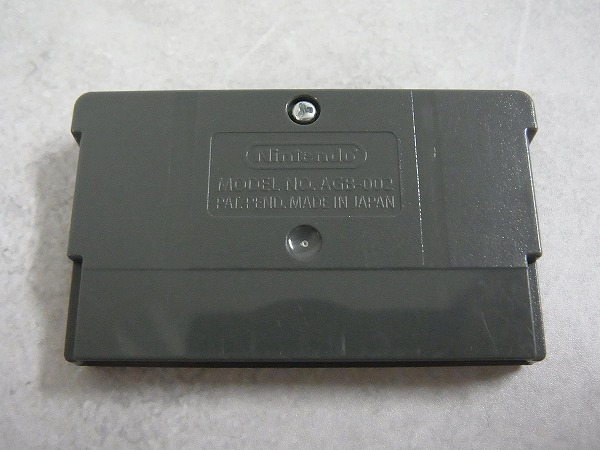 Nintendo
MODEL NO. AGB-002
PAT. PEND. MADE IN JAPAN